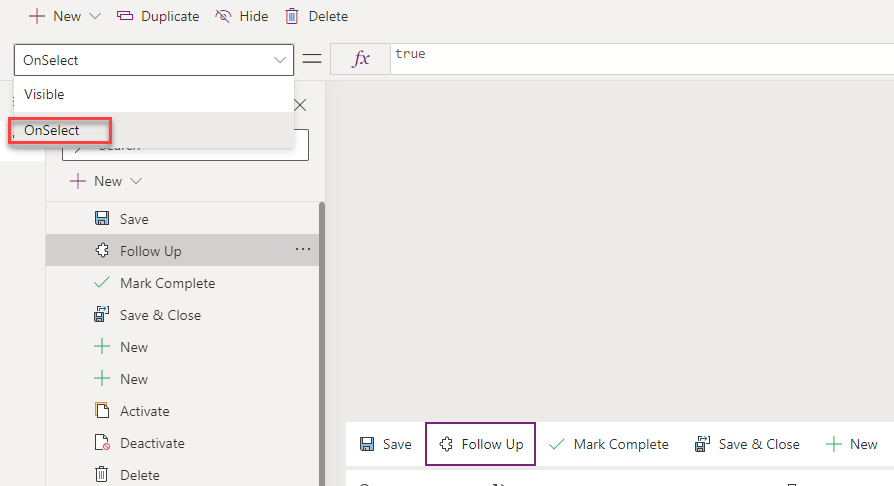 New Duplicate Hide Delete
OnSelect = fx true
Visible
OnSelect
Search
New
Save
Follow Up ...
Mark Complete
Save & Close
New
New
Activate
Deactivate
Delete
Save Follow Up Mark Complete Save & Close New